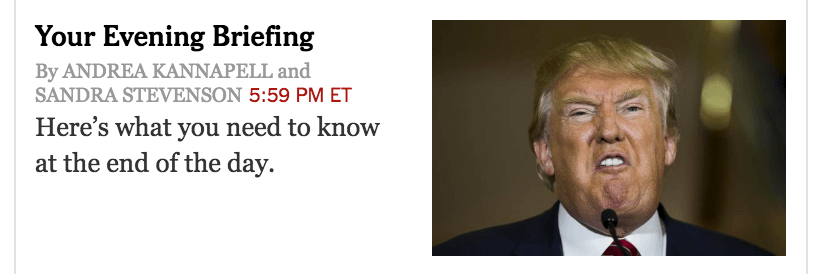 Your Evening Briefing
By ANDREA KANNAPELL and
SANDRA STEVENSON 5:59 PM ET
Here’s what you need to know
at the end of the day.